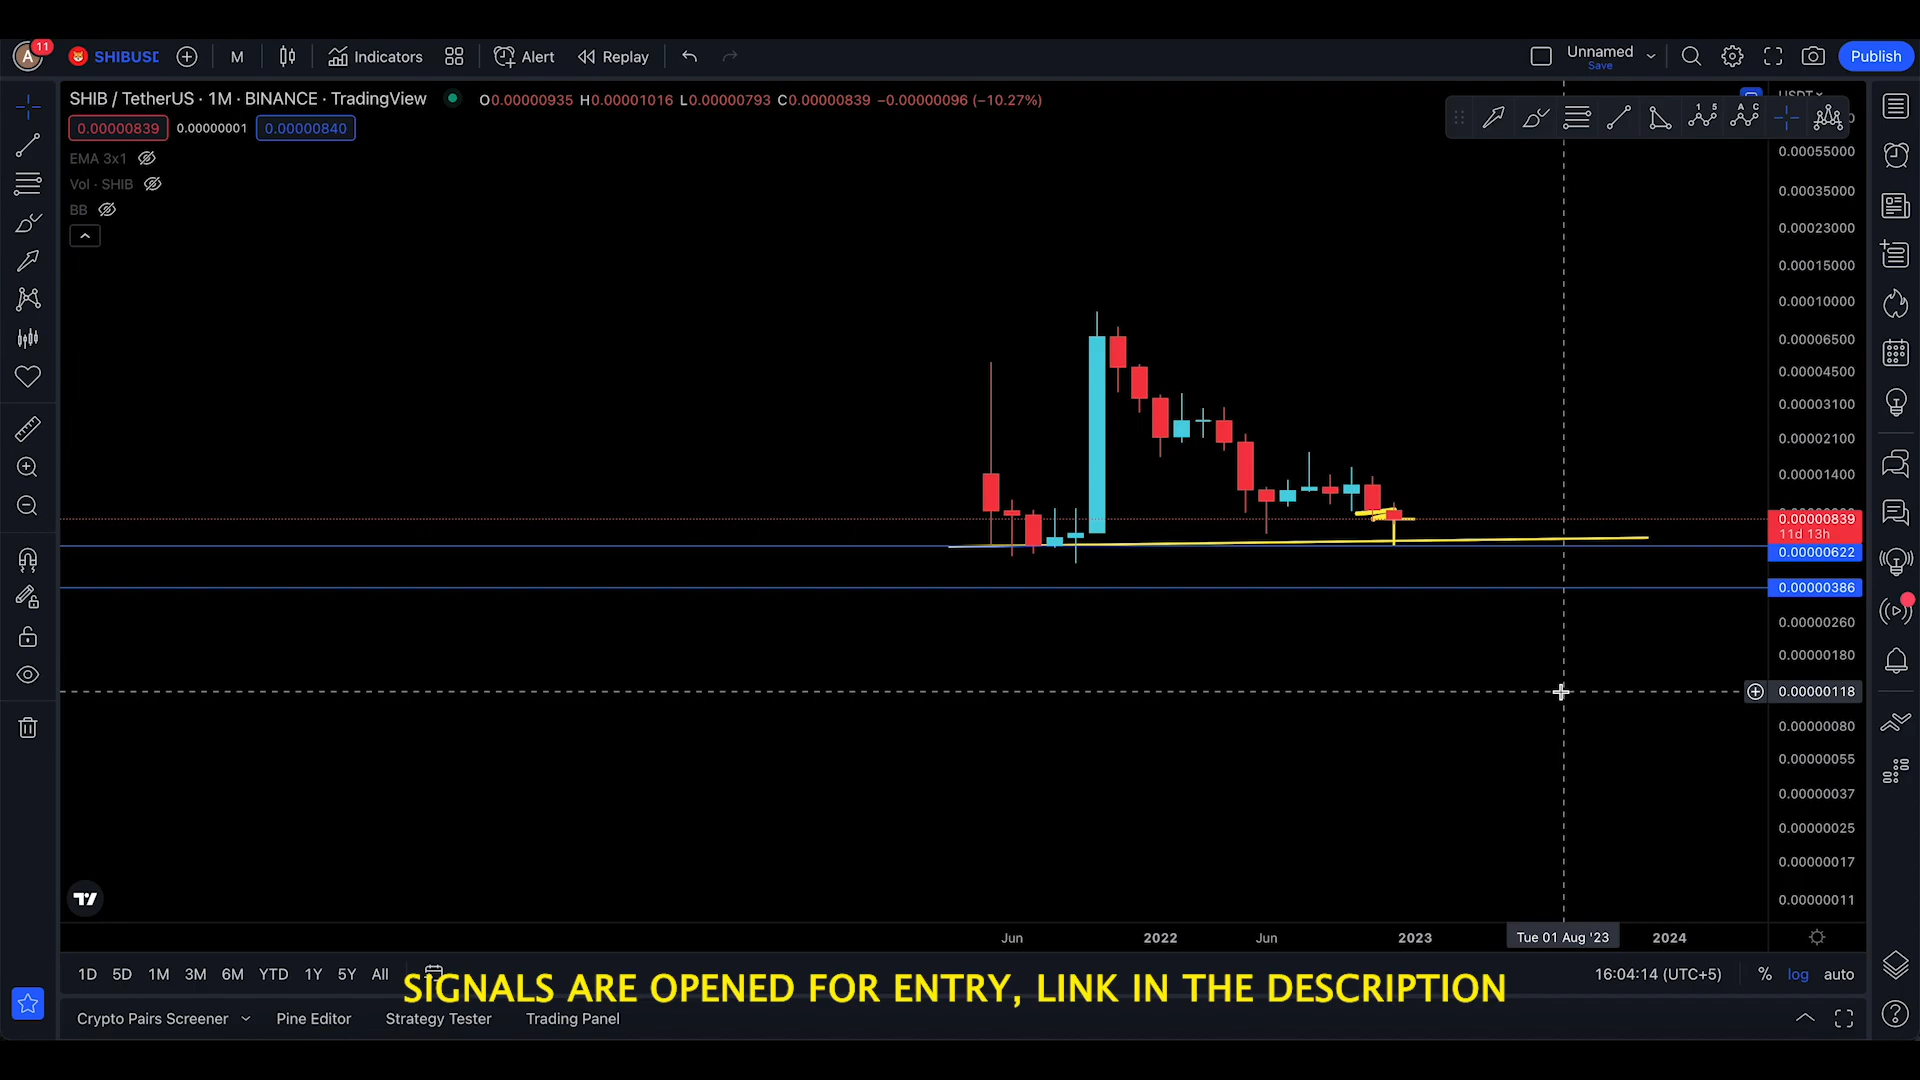 A 11 SHIBUSD M Indicators Alert Replay Unnamed Save Publish
SHIB / TetherUS · 1M · BINANCE · TradingView O0.00000935 H0.00001016 L0.00000793 C0.00000839 −0.00000096 (−10.27%)
0.00000839 0.00000001 0.00000840
EMA 3x1
Vol · SHIB
BB
1 5
A C
0.00055000
0.00035000
0.00023000
0.00015000
0.00010000
0.00006500
0.00004500
0.00003100
0.00002100
0.00001400
0.00000839
11d 13h
0.00000622
0.00000386
0.00000260
0.00000180
0.00000118
0.00000080
0.00000055
0.00000037
0.00000025
0.00000017
0.00000011
Jun 2022 Jun 2023 Tue 01 Aug '23 2024
1D 5D 1M 3M 6M YTD 1Y 5Y All 16:04:14 (UTC+5) % log auto
SIGNALS ARE OPENED FOR ENTRY, LINK IN THE DESCRIPTION
Crypto Pairs Screener Pine Editor Strategy Tester Trading Panel